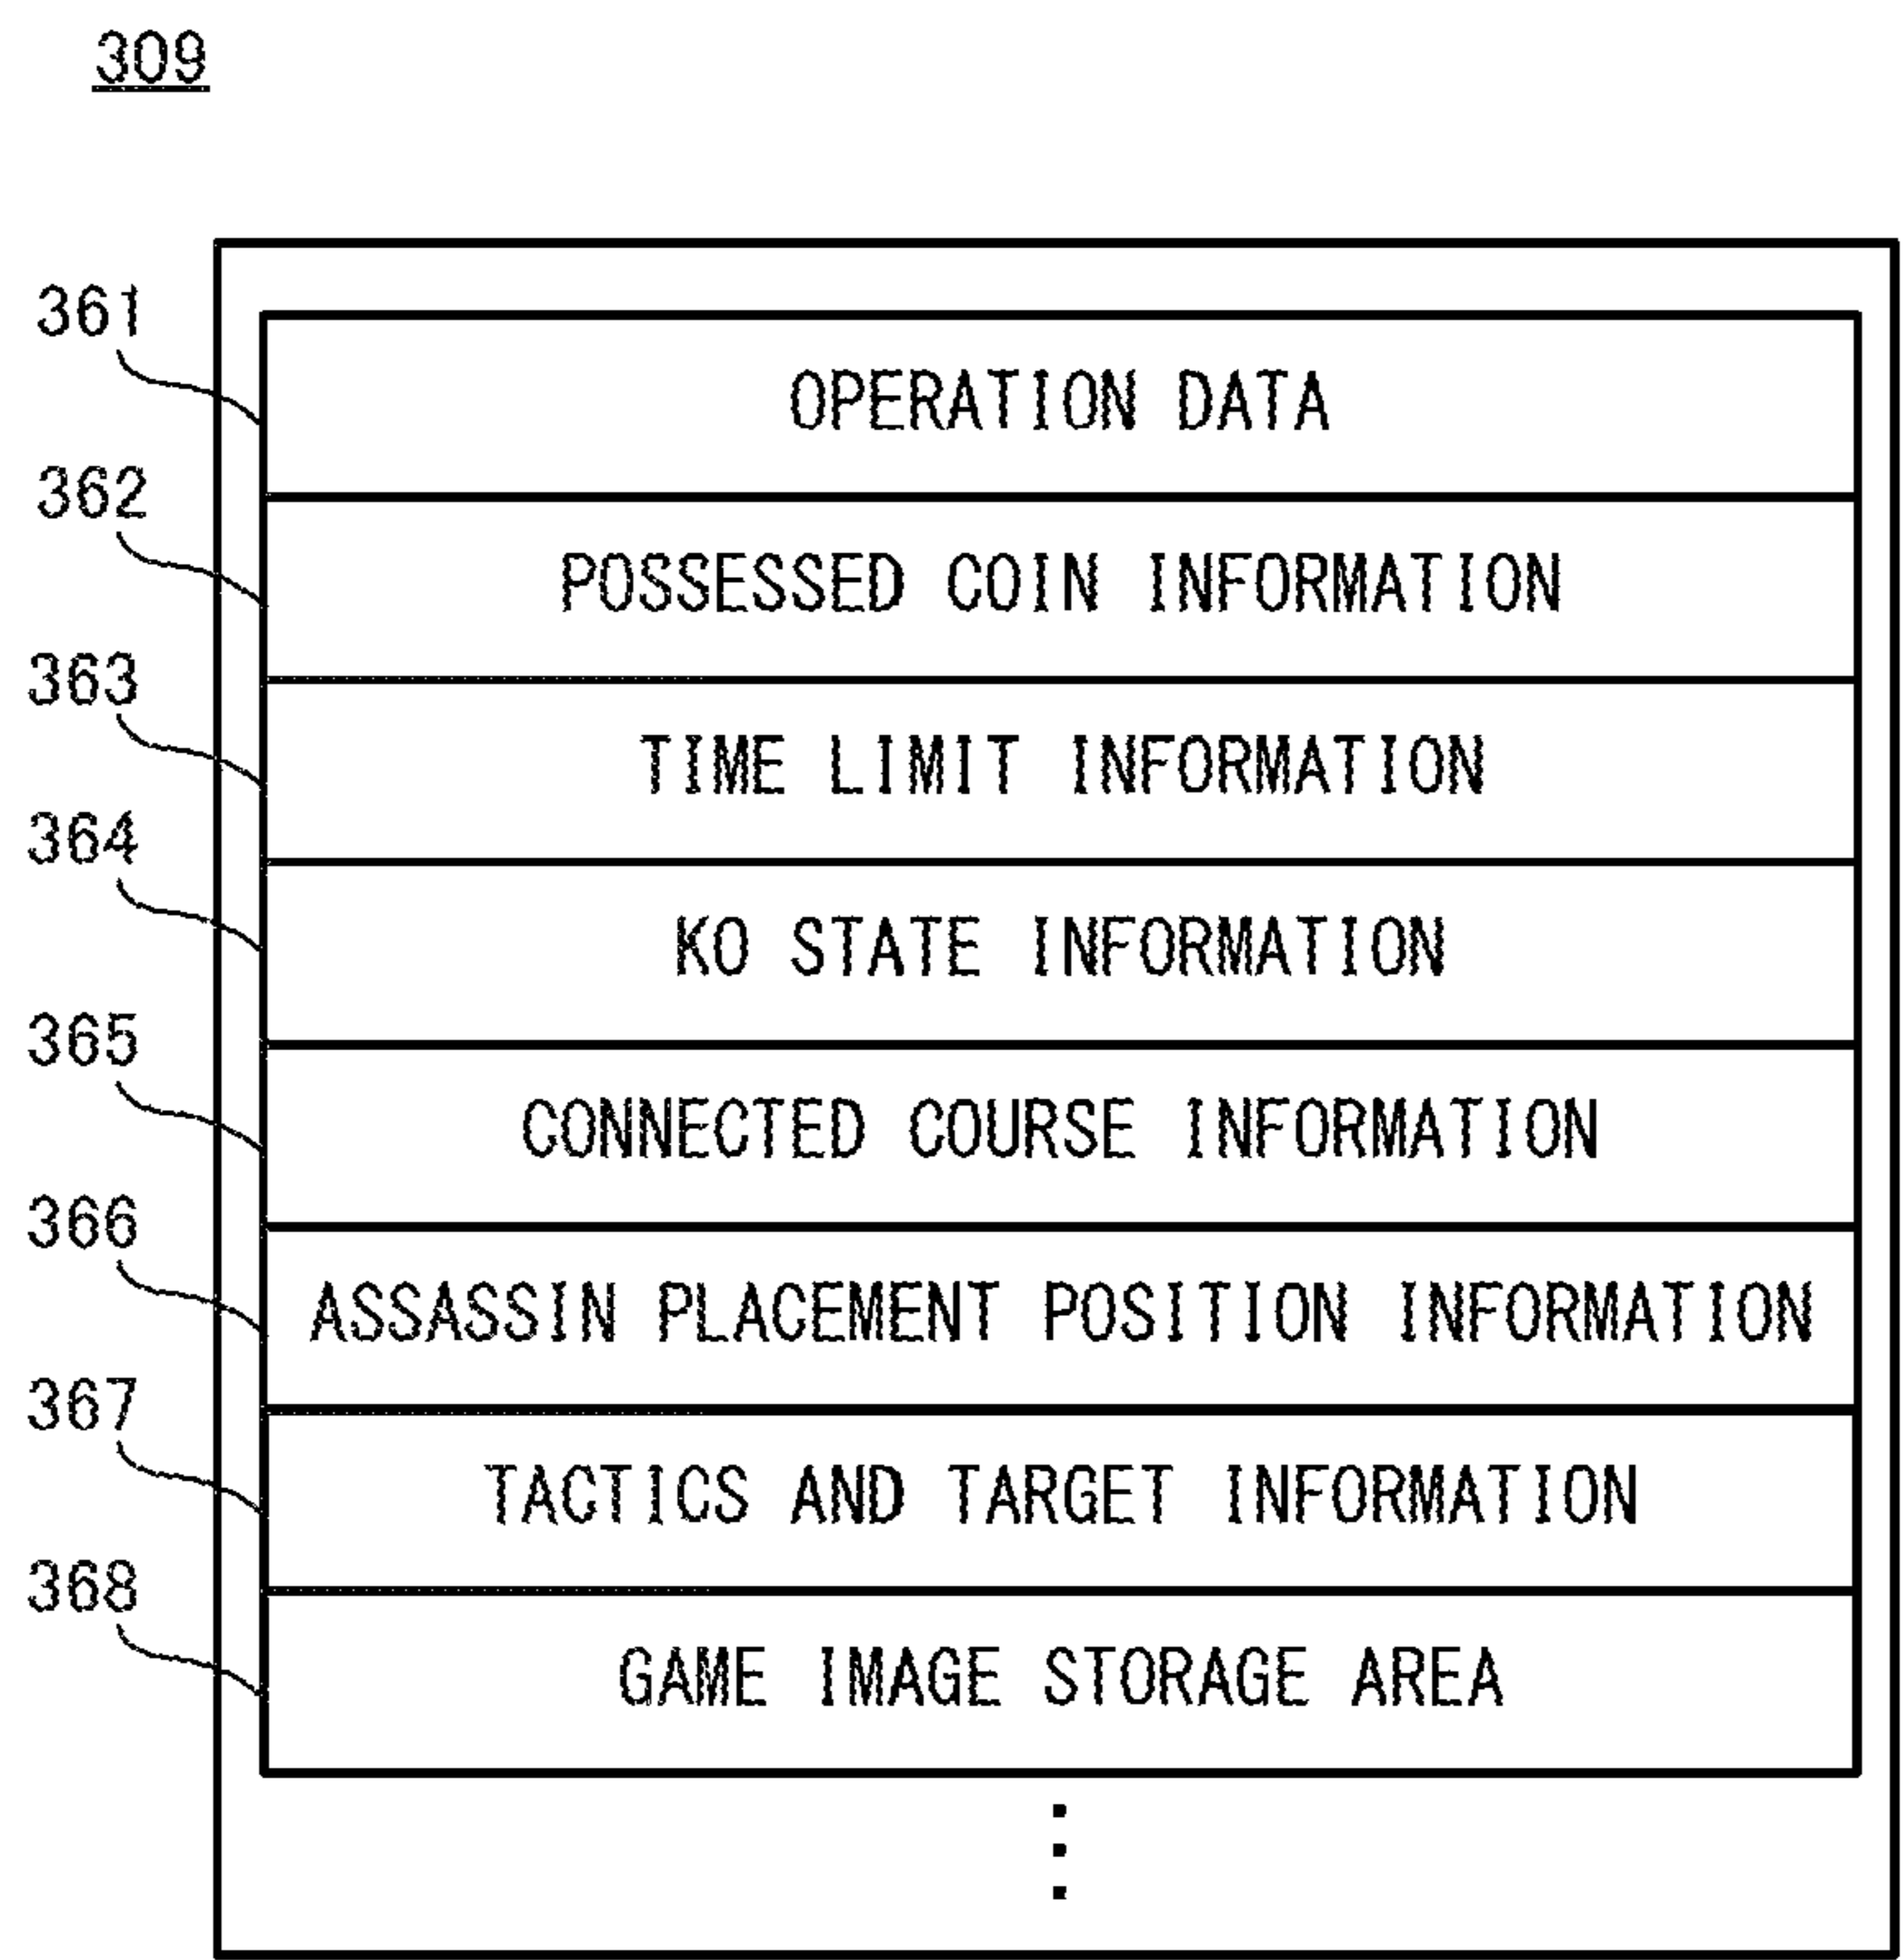 309
361
OPERATION DATA
362
POSSESSED COIN INFORMATION
363
TIME LIMIT INFORMATION
364
KO STATE INFORMATION
365
CONNECTED COURSE INFORMATION
366
ASSASSIN PLACEMENT POSITION INFORMATION
367
TACTICS AND TARGET INFORMATION
368
GAME IMAGE STORAGE AREA